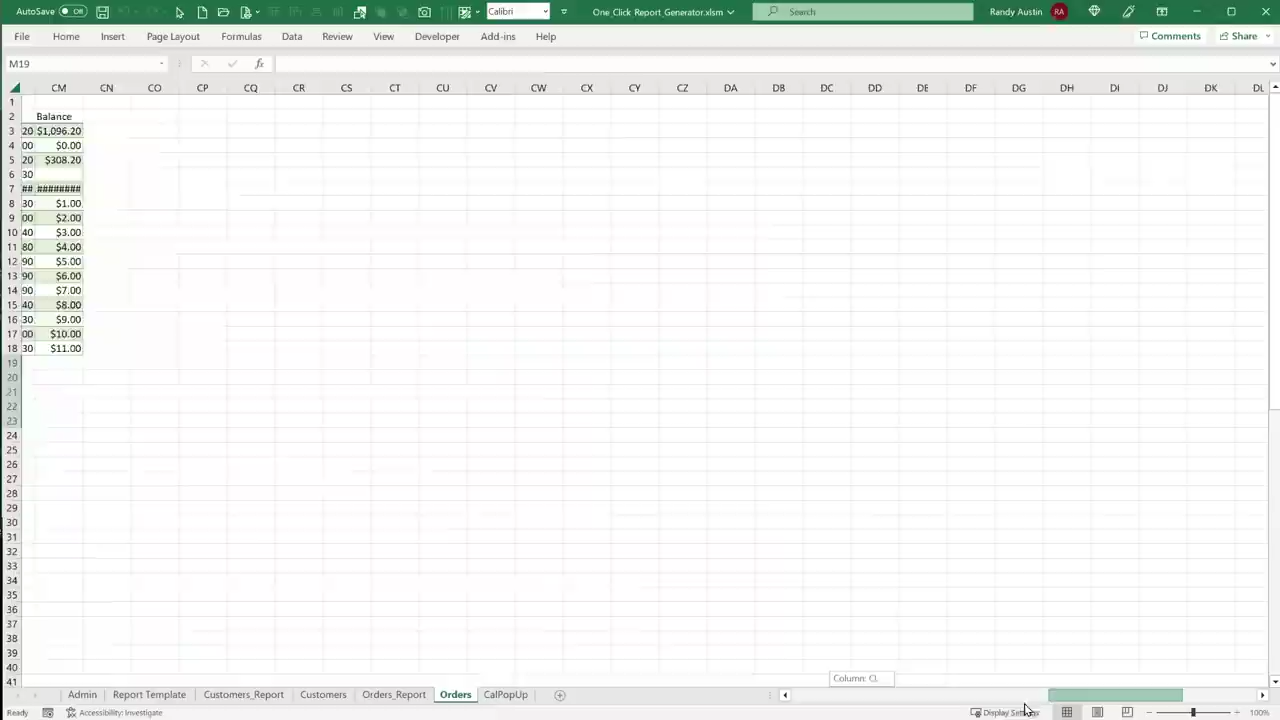 AutoSave Off Calibri One_Click_Report_Generator.xlsm Search Randy Austin RA
File Home Insert Page Layout Formulas Data Review View Developer Add-ins Help Comments Share
M19 fx
CM CN CO CP CQ CR CS CT CU CV CW CX CY CZ DA DB DC DD DE DF DG DH DI DJ DK DL
1
2 Balance
3 20 $1,096.20
4 00 $0.00
5 20 $308.20
6 30
7 ## ########
8 30 $1.00
9 00 $2.00
10 40 $3.00
11 80 $4.00
12 90 $5.00
13 90 $6.00
14 90 $7.00
15 40 $8.00
16 30 $9.00
17 00 $10.00
18 30 $11.00
19
20
21
22
23
24
25
26
27
28
29
30
31
32
33
34
35
36
37
38
39
40
41 Column: CL
Admin Report Template Customers_Report Customers Orders_Report Orders CalPopUp
Ready Accessibility: Investigate Display Settings 100%